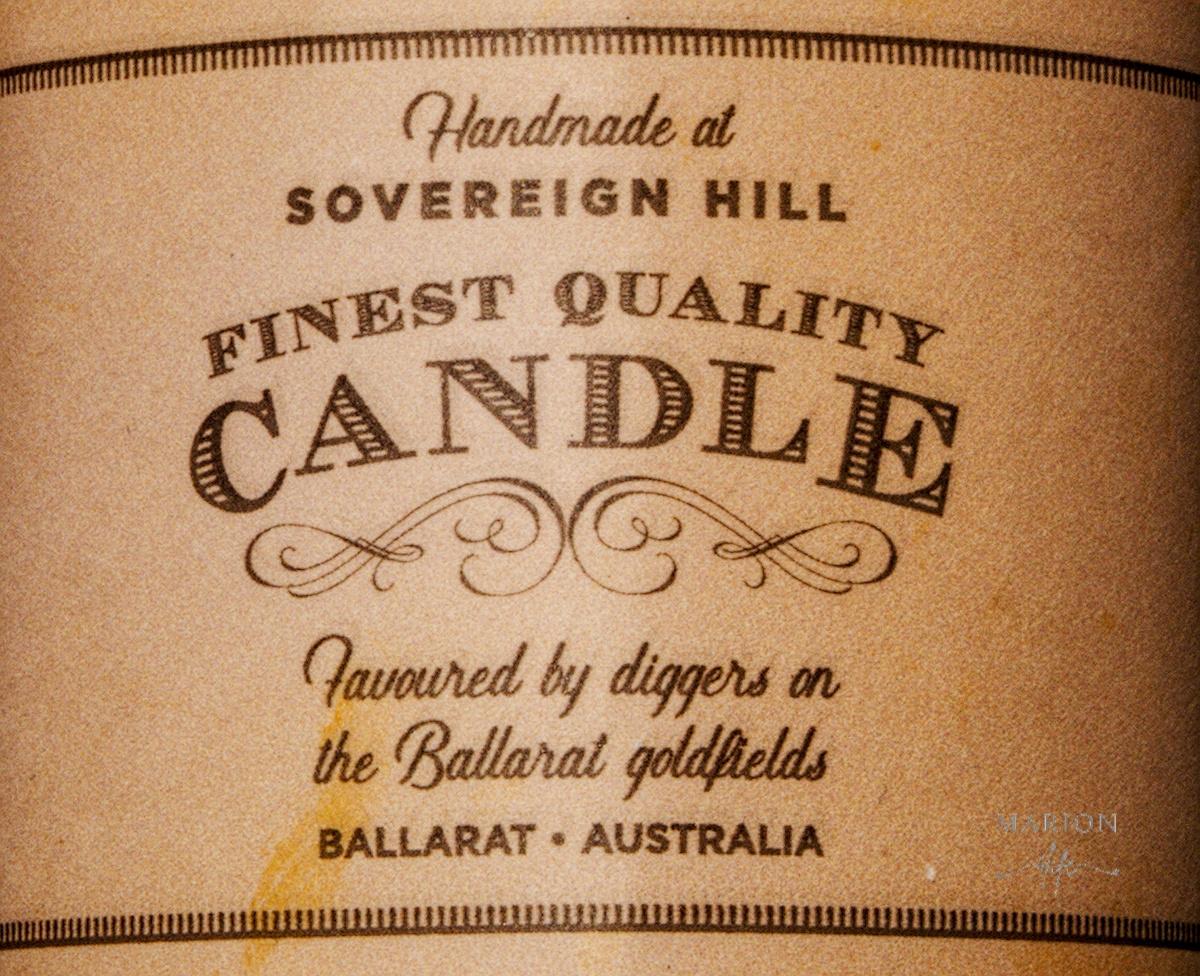 Handmade at
SOVEREIGN HILL
FINEST QUALITY
CANDLE
Favoured by diggers on
the Ballarat goldfields
BALLARAT • AUSTRALIA
MARION